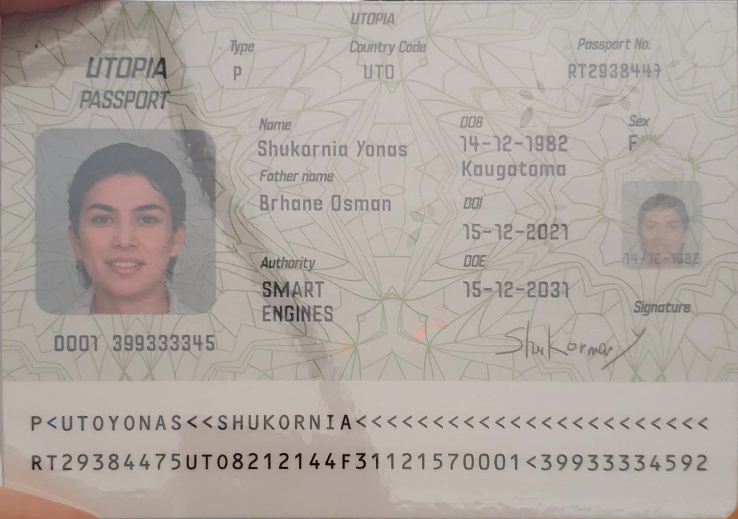 UTOPIA
UTOPIA
PASSPORT
Type
P
Country Code
UTO
Passport No.
RT2938447
Name
Shukornia Yonas
Father name
Brhane Osman
Authority
SMART
ENGINES
DOB
14-12-1982
Kaugatoma
DOI
15-12-2021
DOE
15-12-2031
Sex
F
14-12-1982
Signature
Shukornia Y
0001 399333345
P<UTOYONAS<<SHUKORNIA<<<<<<<<<<<<<<<<<<<<<<<
RT29384475UTO8212144F31121570001<39933334592